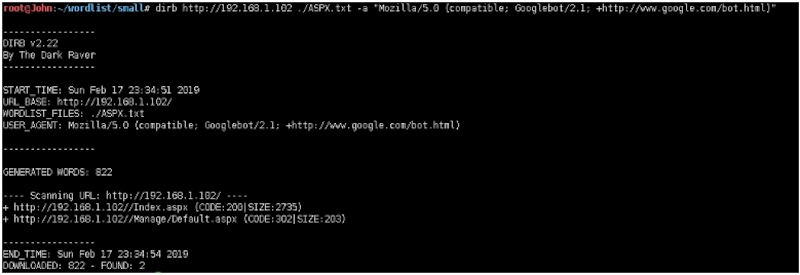 root@John:~/wordlist/small# dirb http://192.168.1.102 ./ASPX.txt -a "Mozilla/5.0 (compatible; Googlebot/2.1; +http://www.google.com/bot.html)"
-----------------
DIRB v2.22
By The Dark Raver
-----------------
START_TIME: Sun Feb 17 23:34:51 2019
URL_BASE: http://192.168.1.102/
WORDLIST_FILES: ./ASPX.txt
USER_AGENT: Mozilla/5.0 (compatible; Googlebot/2.1; +http://www.google.com/bot.html)
-----------------
GENERATED WORDS: 822
---- Scanning URL: http://192.168.1.102/ ----
+ http://192.168.1.102//Index.aspx (CODE:200|SIZE:2735)
+ http://192.168.1.102//Manage/Default.aspx (CODE:302|SIZE:203)
-----------------
END_TIME: Sun Feb 17 23:34:54 2019
DOWNLOADED: 822 - FOUND: 2